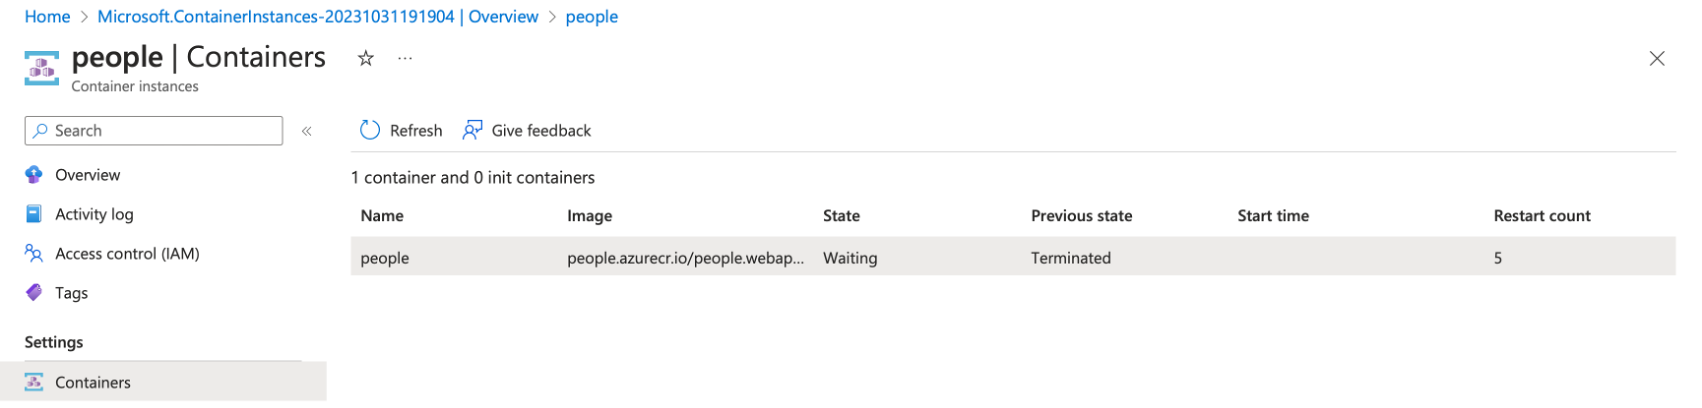 Home > Microsoft.ContainerInstances-20231031191904 | Overview > people
people | Containers
Container instances
Search
Refresh Give feedback
Overview
Activity log
Access control (IAM)
Tags
Settings
Containers
1 container and 0 init containers
Name Image State Previous state Start time Restart count
people people.azurecr.io/people.webap... Waiting Terminated 5